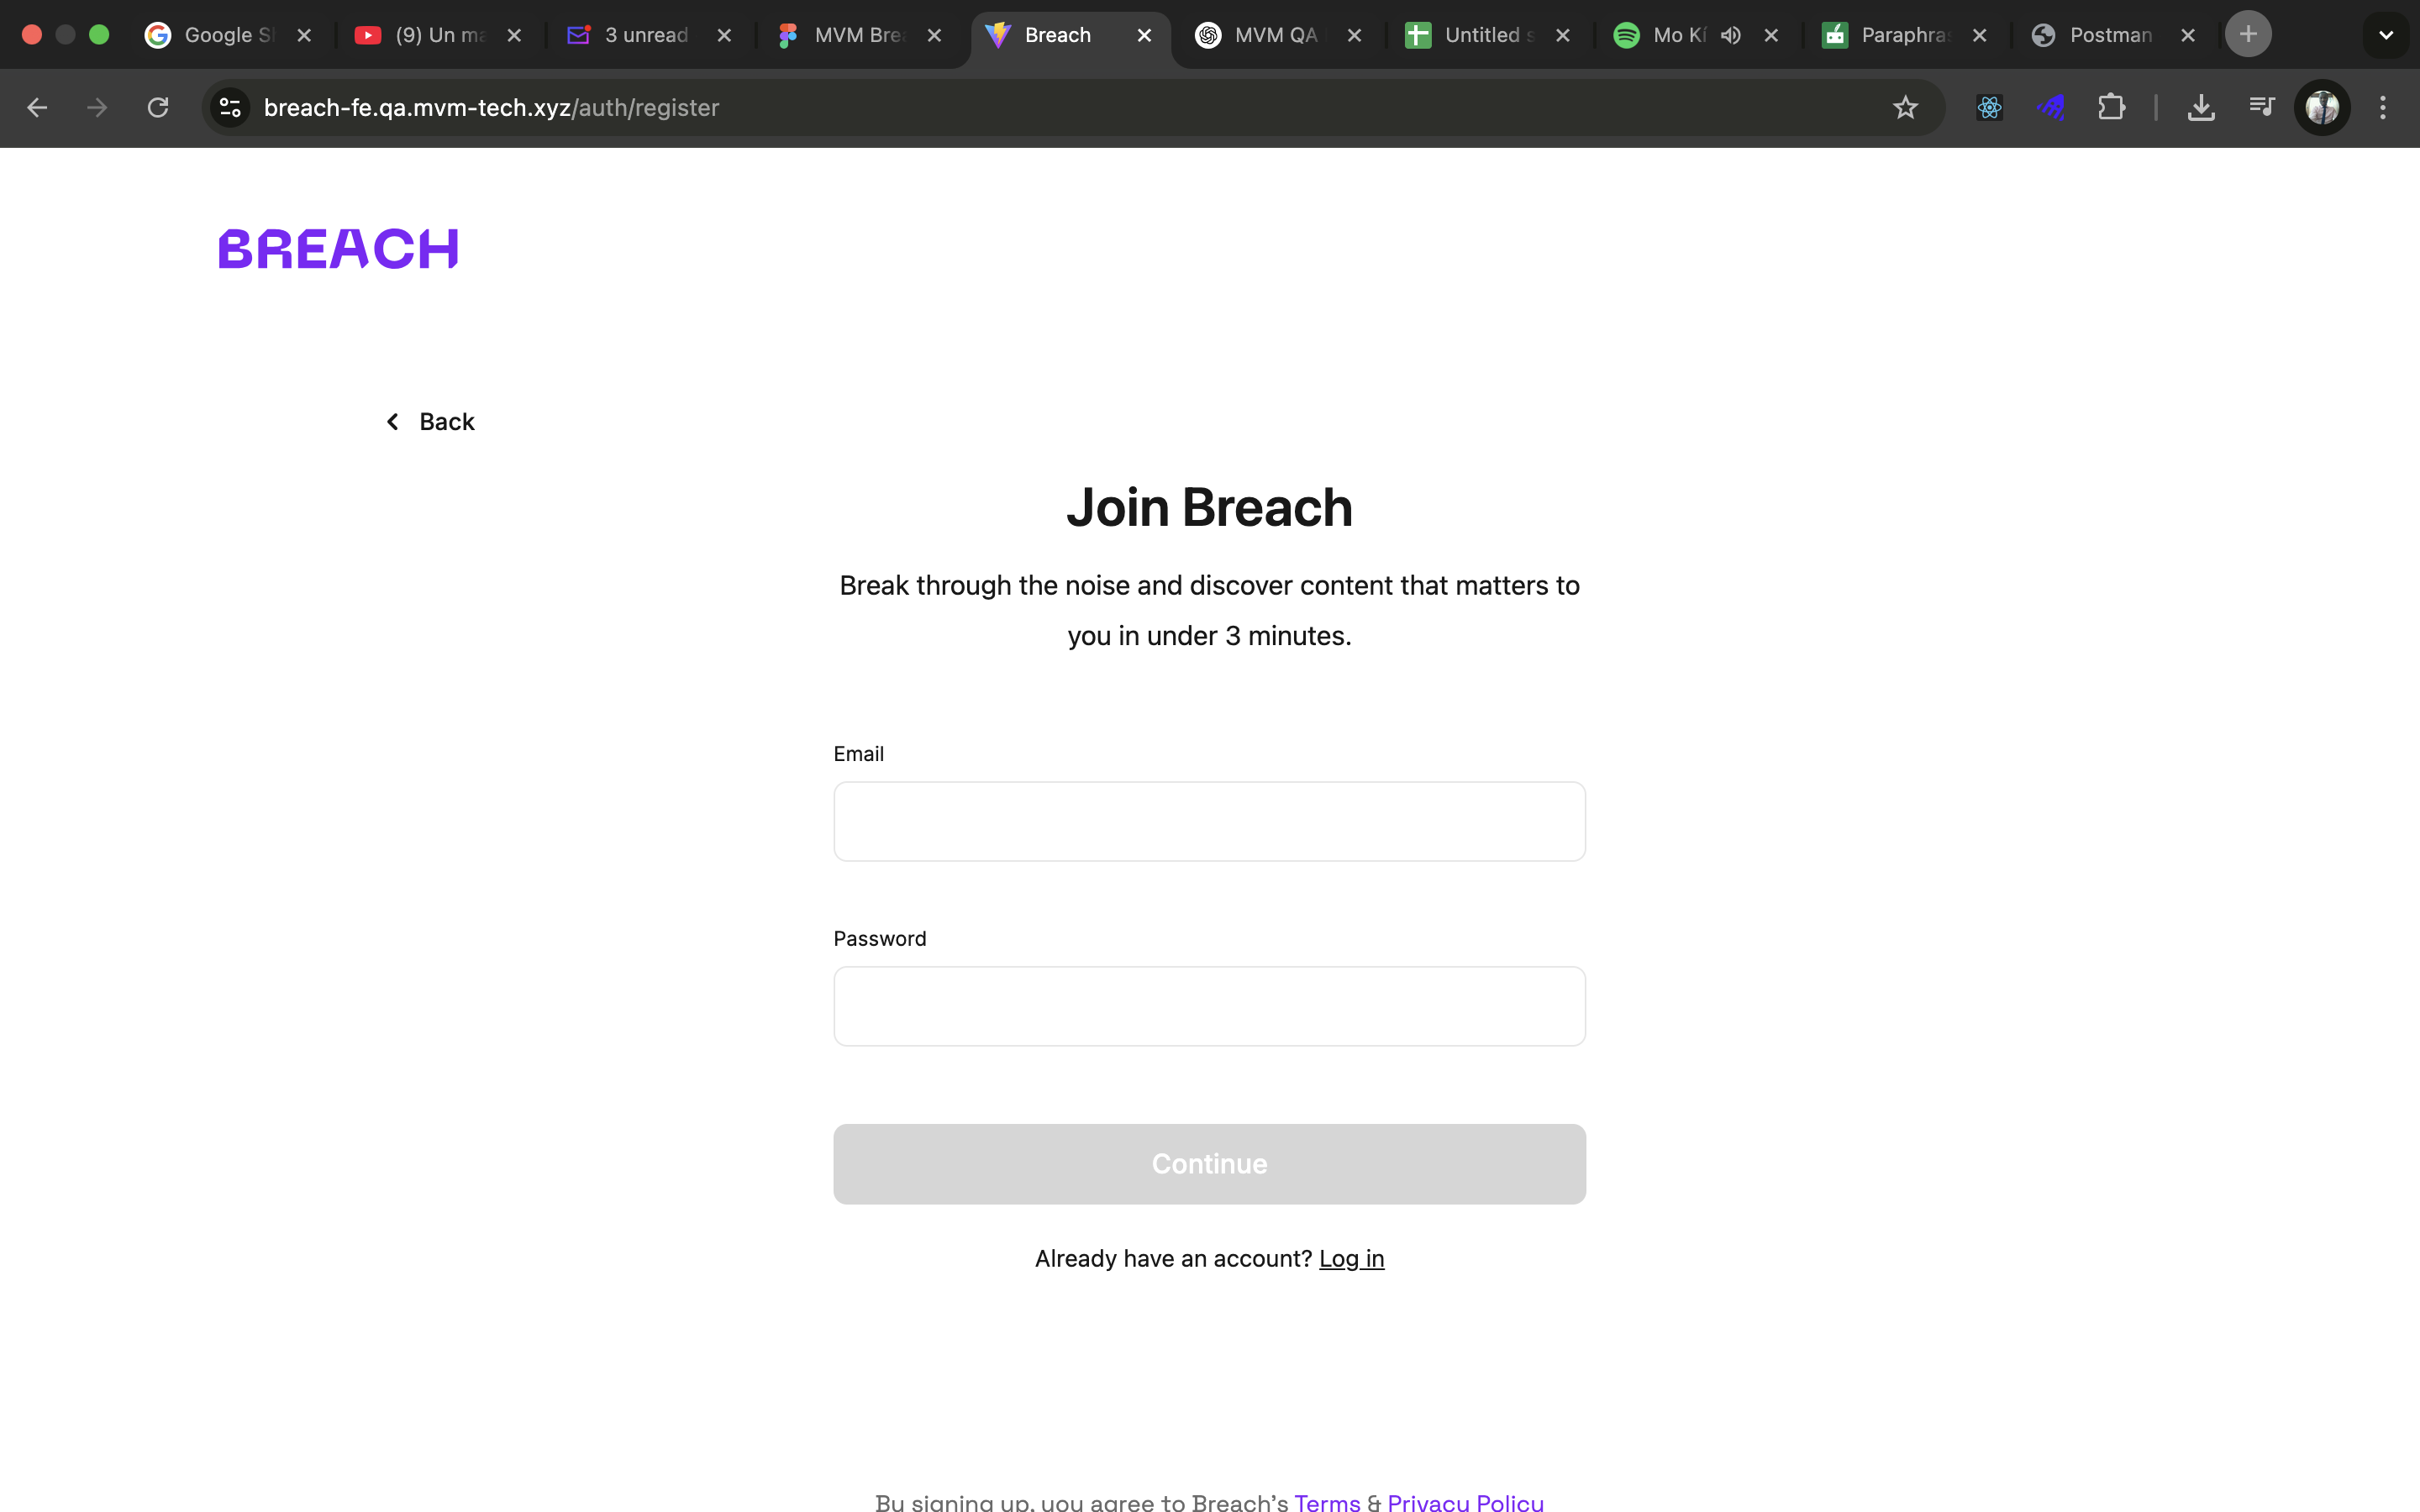 Google S
(9) Un ma
3 unread
MVM Brea
Breach
MVM QA
Untitled s
Mo Kí
Paraphras
Postman
breach-fe.qa.mvm-tech.xyz/auth/register
BREACH
Back
Join Breach
Break through the noise and discover content that matters to
you in under 3 minutes.
Email
Password
Continue
Already have an account? Log in
By signing up, you agree to Breach's Terms & Privacy Policy